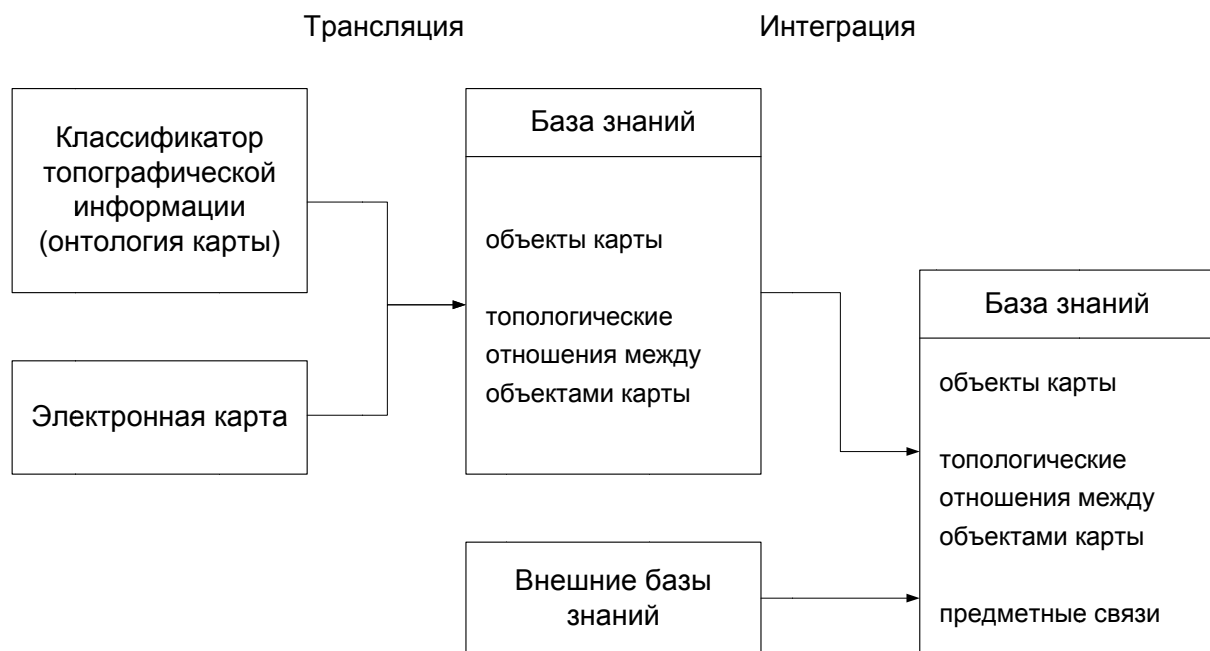 Трансляция
Интеграция
Классификатор
топографической
информации
(онтология карты)
Электронная карта
База знаний
объекты карты
топологические
отношения между
объектами карты
Внешние базы
знаний
База знаний
объекты карты
топологические
отношения между
объектами карты
предметные связи